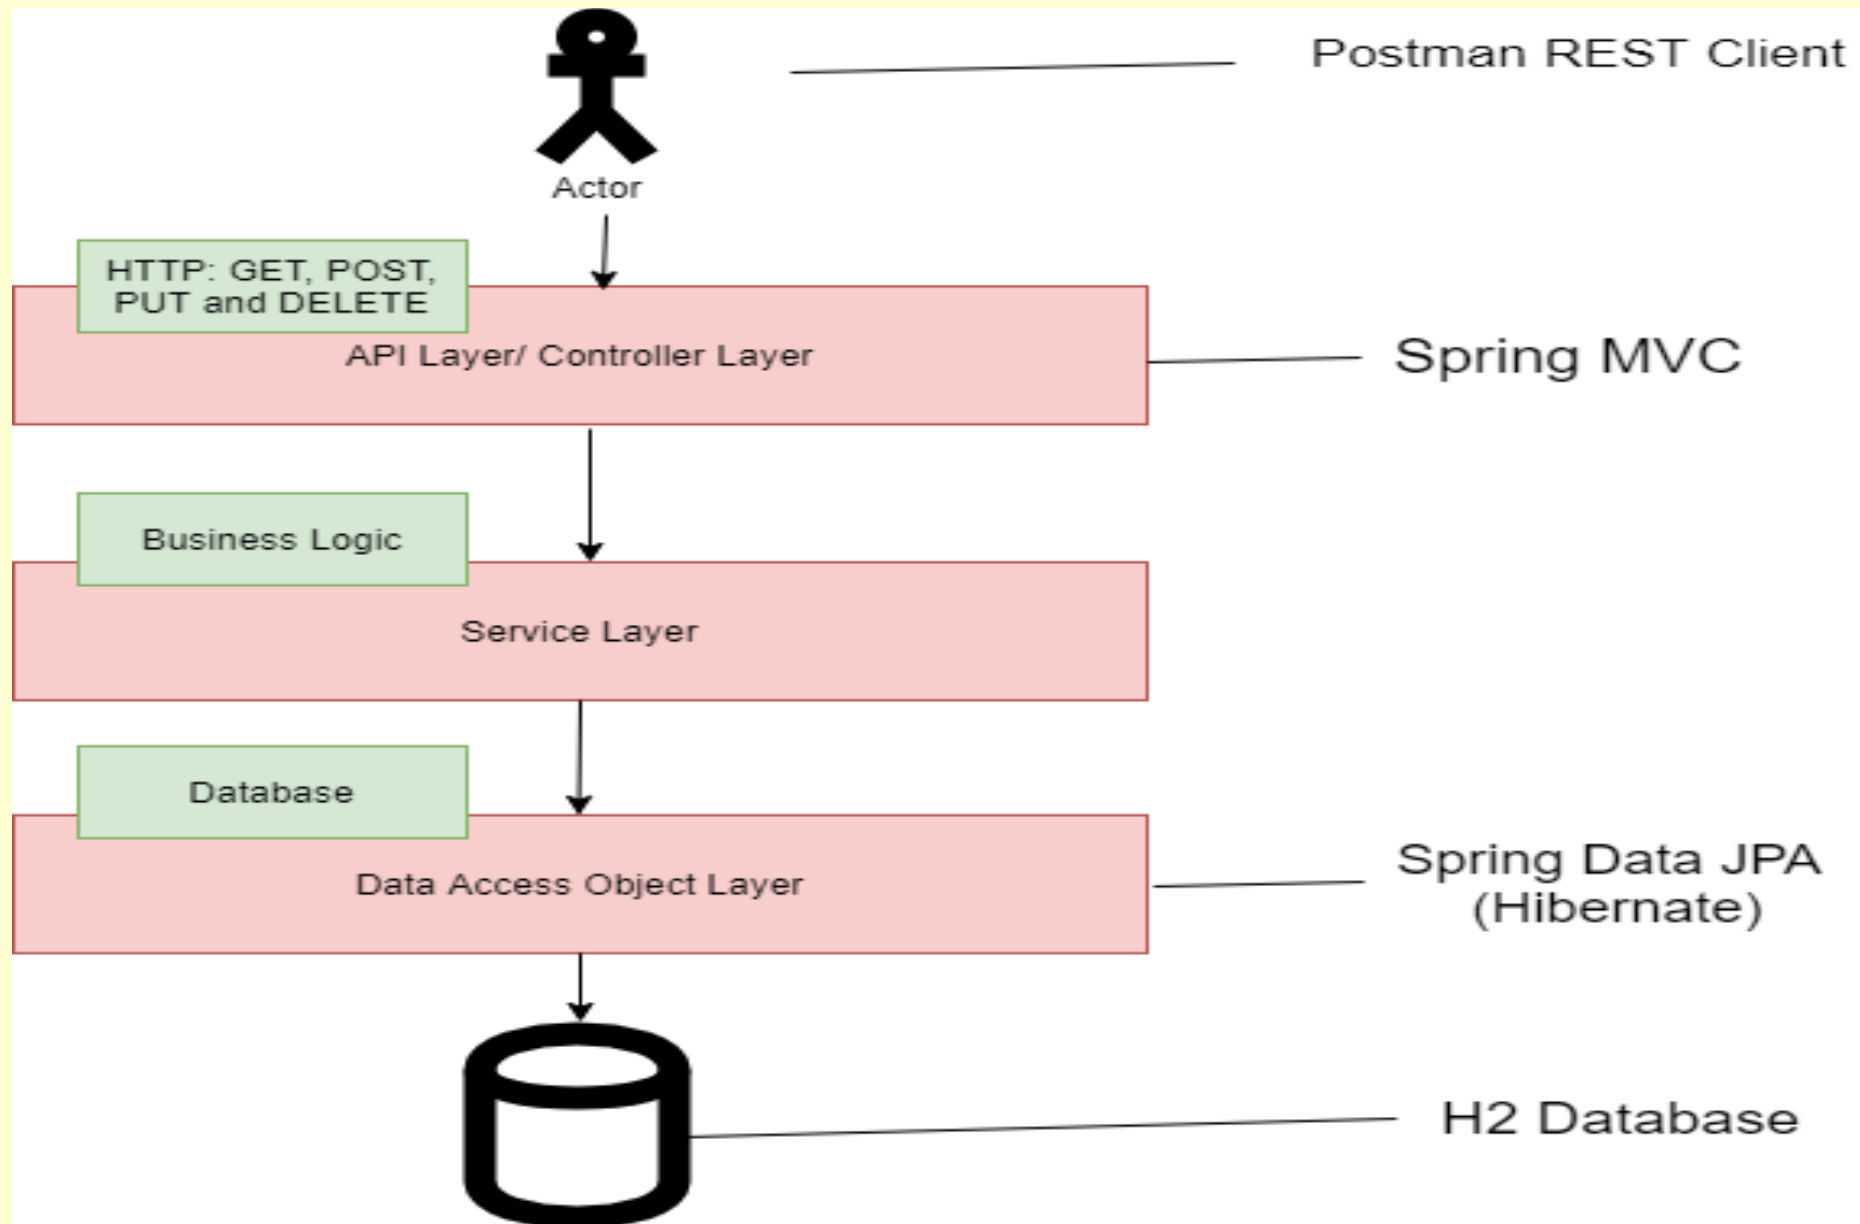 Postman REST Client
Actor
HTTP: GET, POST,
PUT and DELETE
API Layer/ Controller Layer
Spring MVC
Business Logic
Service Layer
Database
Data Access Object Layer
Spring Data JPA
(Hibernate)
H2 Database